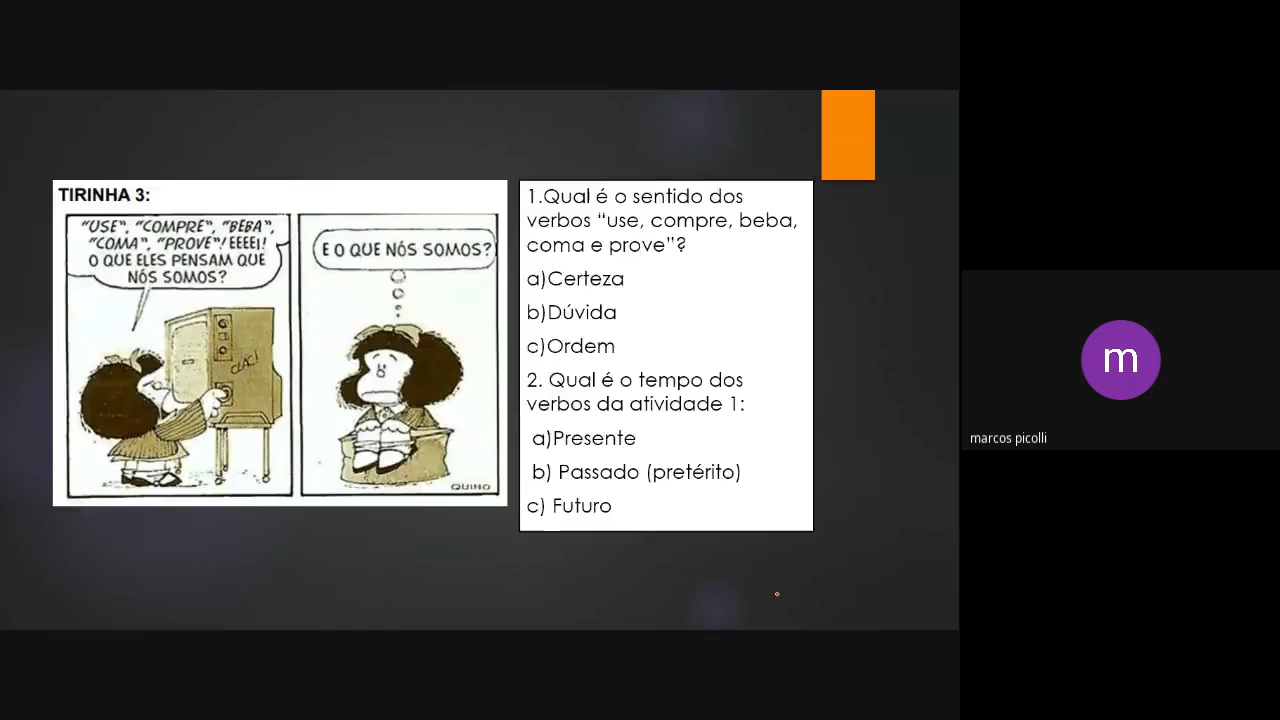 TIRINHA 3:
"USE", "COMPRE", "BEBA",
"COMA", "PROVE"! EEEEI!
O QUE ELES PENSAM QUE
NÓS SOMOS?
CLAC!
E O QUE NÓS SOMOS?
QUINO
1.Qual é o sentido dos
verbos “use, compre, beba,
coma e prove”?
a)Certeza
b)Dúvida
c)Ordem
2. Qual é o tempo dos
verbos da atividade 1:
a)Presente
b) Passado (pretérito)
c) Futuro
m
marcos picolli